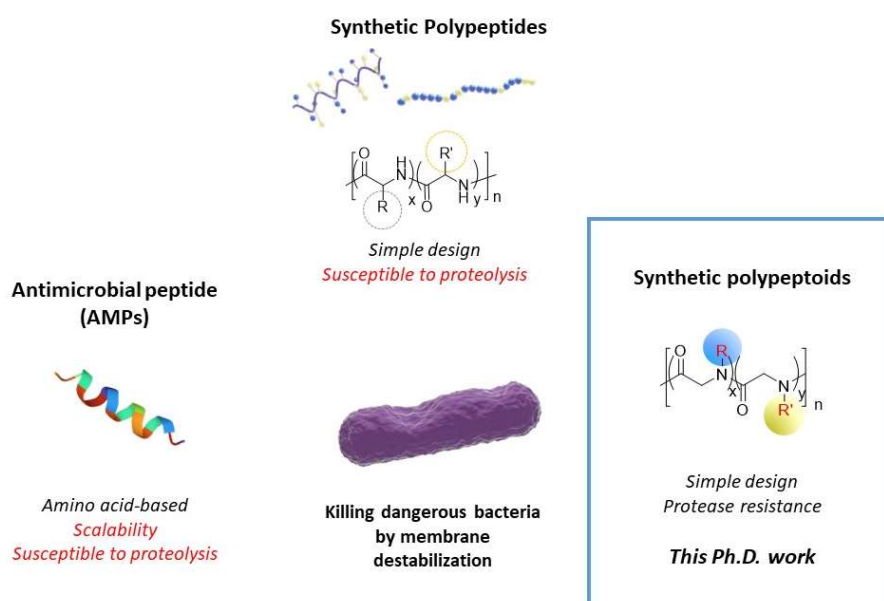 Synthetic Polypeptides
O
H
N
R'
R
x
O
N
H
y
n
Simple design
Susceptible to proteolysis
Antimicrobial peptide
(AMPs)
Amino acid-based
Scalability
Susceptible to proteolysis
Killing dangerous bacteria
by membrane
destabilization
Synthetic polypeptoids
O
R
N
x
O
N
R'
y
n
Simple design
Protease resistance
This Ph.D. work